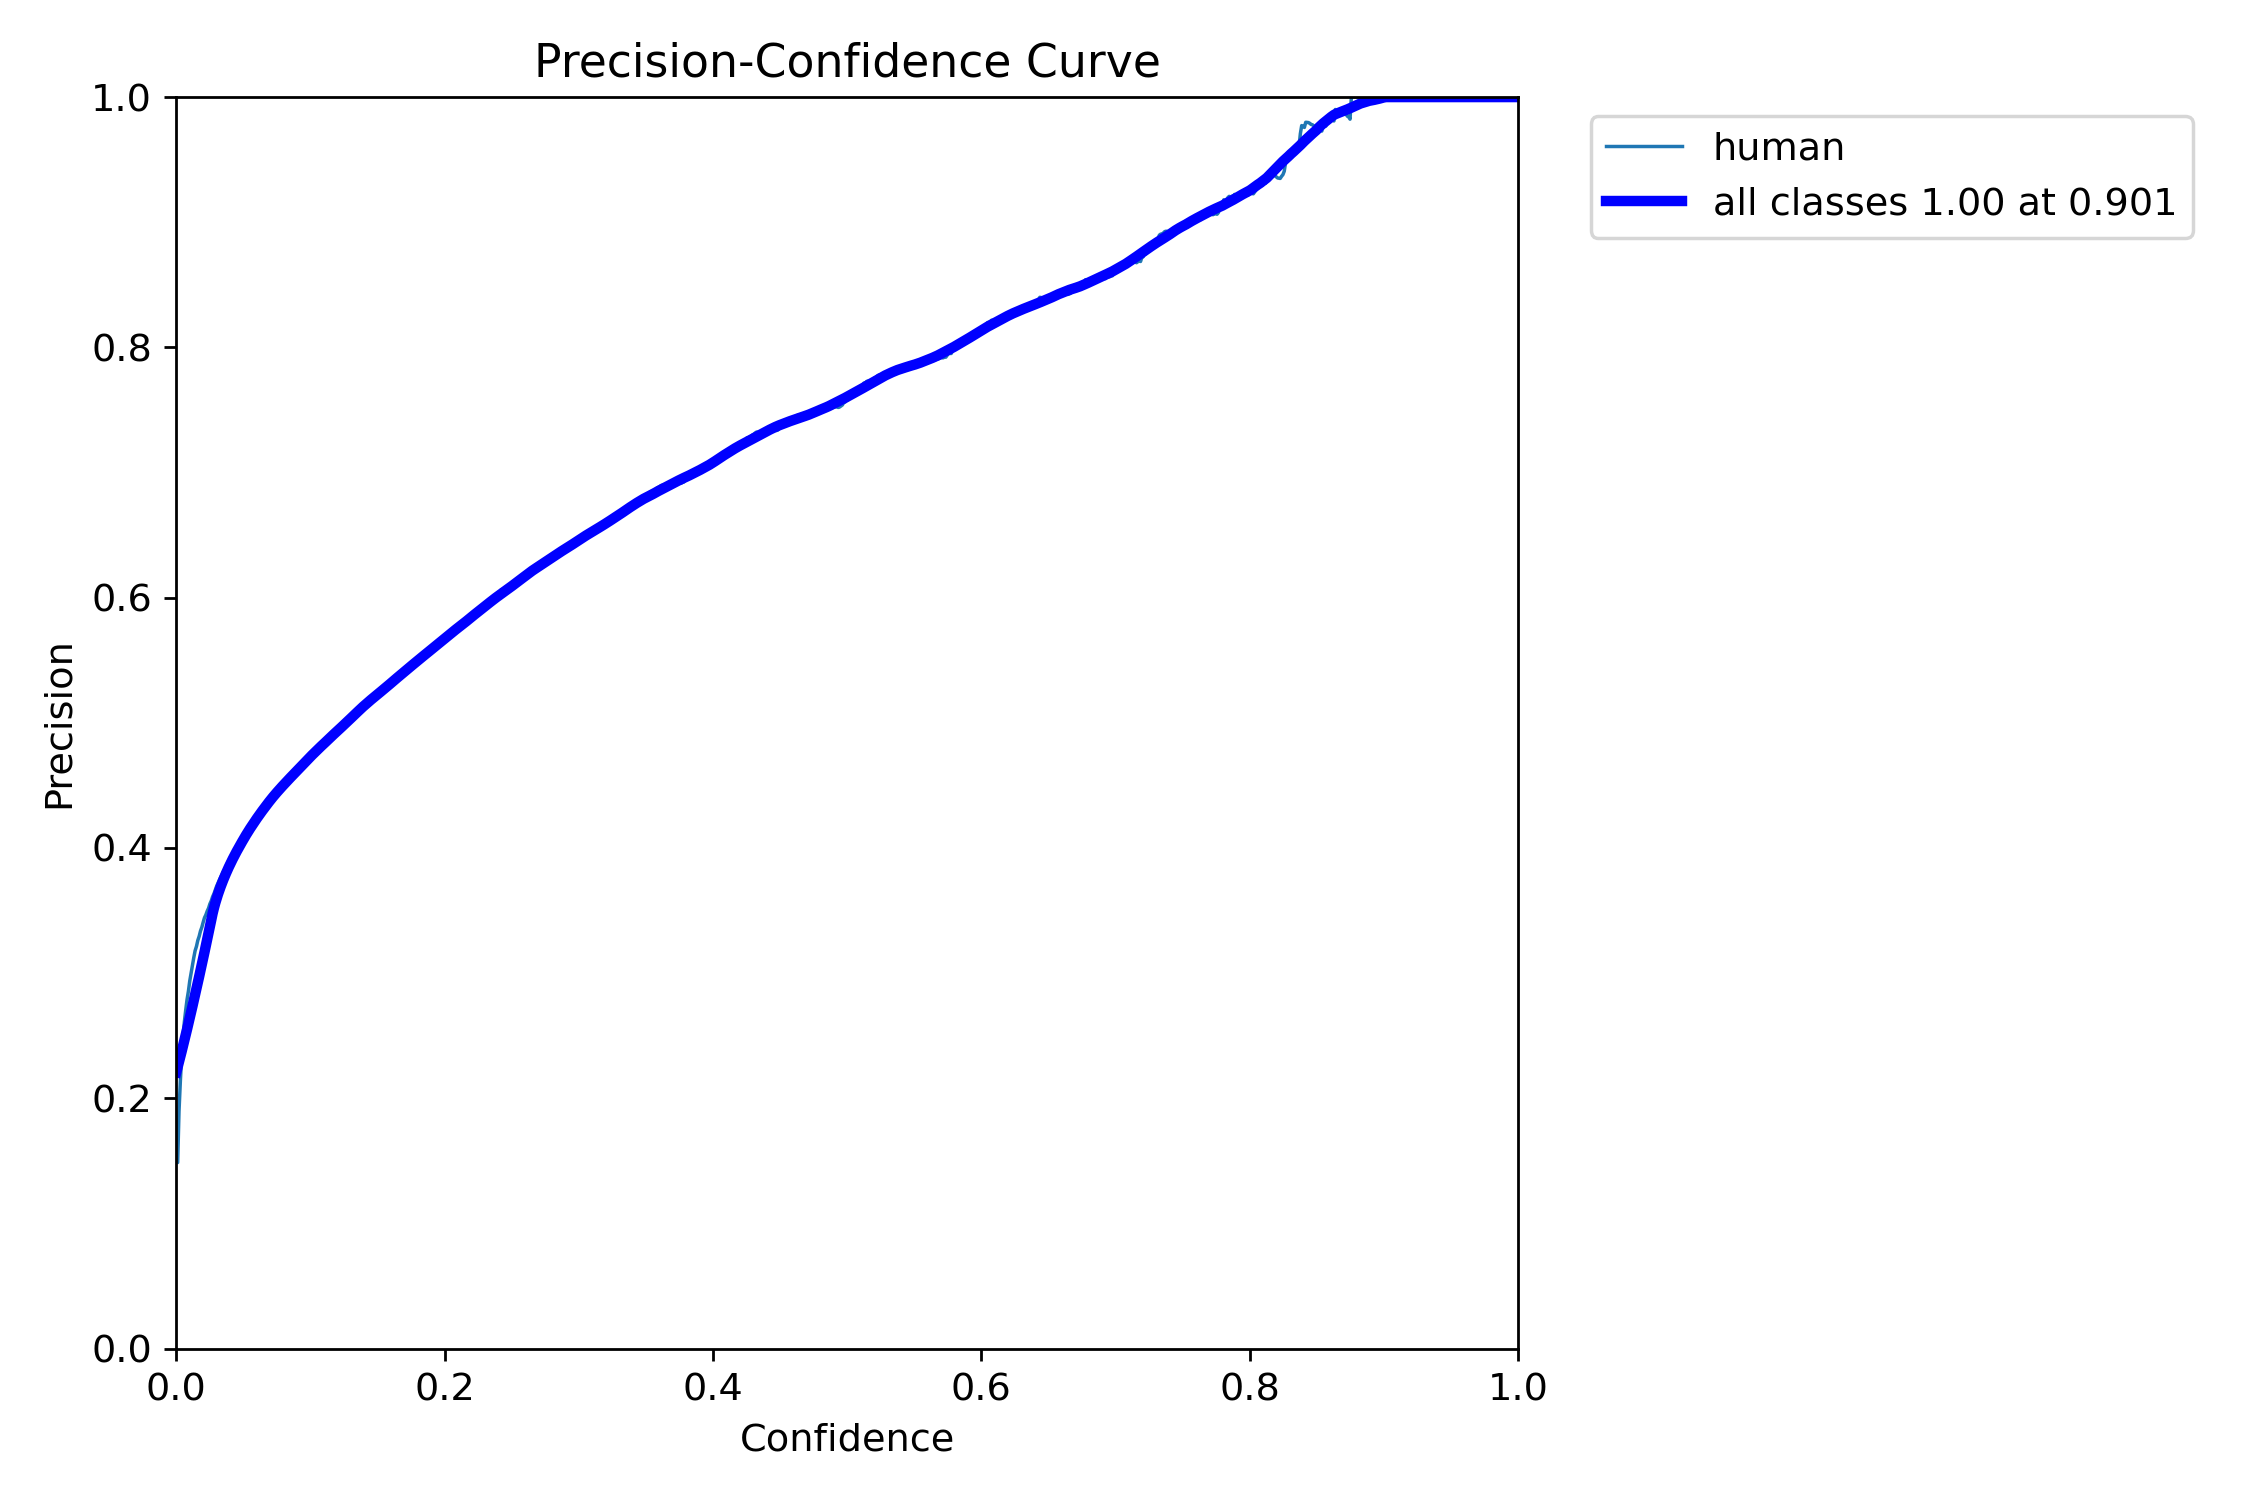 Precision-Confidence Curve
1.0
0.8
0.6
0.4
0.2
0.0
Precision
0.0 0.2 0.4 0.6 0.8 1.0
Confidence
human
all classes 1.00 at 0.901